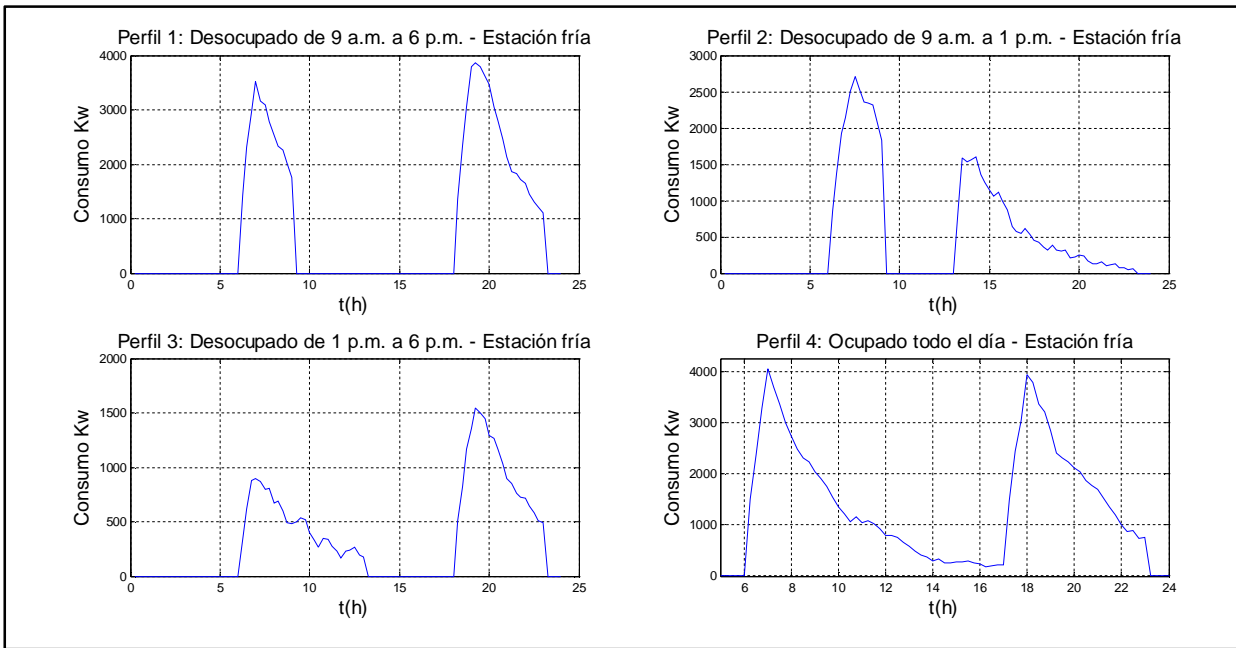 Perfil 1: Desocupado de 9 a.m. a 6 p.m. - Estación fría
4000
3000
2000
1000
0
Consumo Kw
0 5 10 15 20 25
t(h)
Perfil 2: Desocupado de 9 a.m. a 1 p.m. - Estación fría
3000
2500
2000
1500
1000
500
0
Consumo Kw
0 5 10 15 20 25
t(h)
Perfil 3: Desocupado de 1 p.m. a 6 p.m. - Estación fría
2000
1500
1000
500
0
Consumo Kw
0 5 10 15 20 25
t(h)
Perfil 4: Ocupado todo el día - Estación fría
4000
3000
2000
1000
0
Consumo Kw
6 8 10 12 14 16 18 20 22 24
t(h)